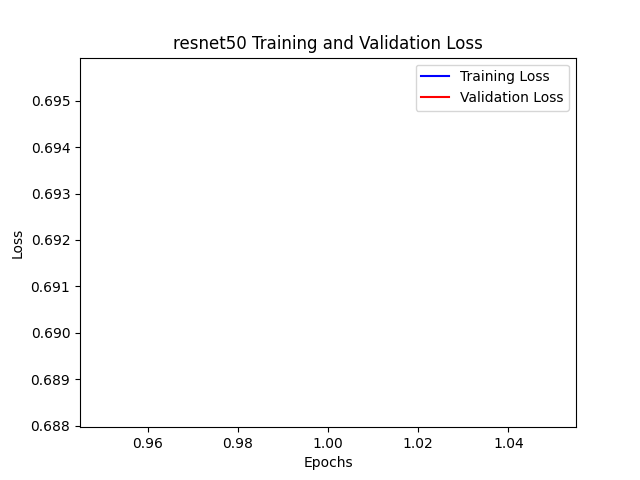 resnet50 Training and Validation Loss
Training Loss
Validation Loss
0.695
0.694
0.693
0.692
0.691
0.690
0.689
0.688
Loss
0.96 0.98 1.00 1.02 1.04
Epochs